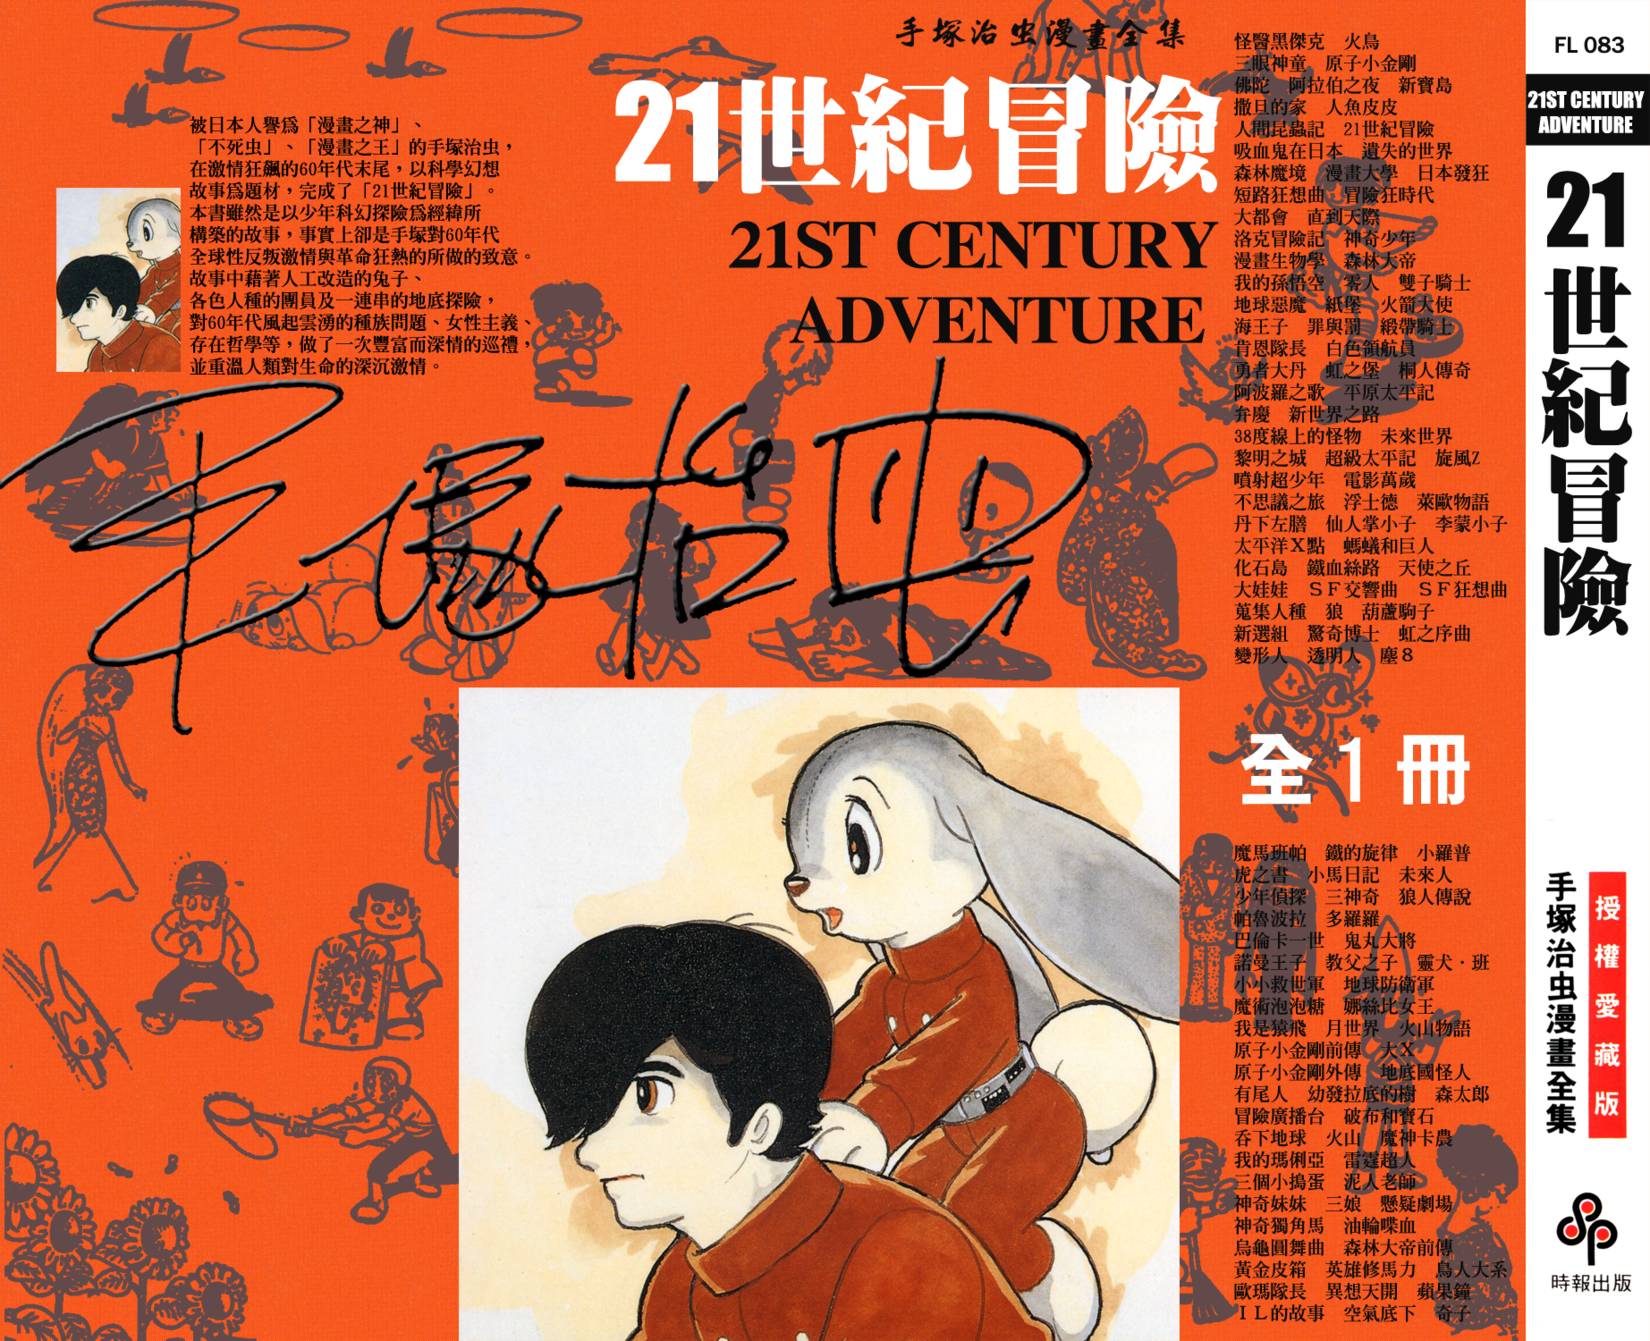 手塚治虫漫畫全集
21世紀冒險
21ST CENTURY
ADVENTURE
被日本人譽爲「漫畫之神」、
「不死虫」、「漫畫之王」的手塚治虫，
在激情狂飆的60年代末尾，以科學幻想
故事爲題材，完成了「21世紀冒險」。
本書雖然是以少年科幻探險爲經緯所
構築的故事，事實上卻是手塚對60年代
全球性反叛激情與革命狂熱的所做的致意。
故事中藉著人工改造的兔子、
各色人種的團員及一連串的地底探險，
對60年代風起雲湧的種族問題、女性主義、
存在哲學等，做了一次豐富而深情的巡禮，
並重溫人類對生命的深沉激情。
手塚治虫
怪醫黑傑克　火鳥
三眼神童　原子小金剛
佛陀　阿拉伯之夜　新寶島
撒旦的家　人魚皮皮
人間昆蟲記　21世紀冒險
吸血鬼在日本　遺失的世界
森林魔境　漫畫大學　日本發狂
短路狂想曲　冒險狂時代
大都會　直到天際
洛克冒險記　神奇少年
漫畫生物學　森林大帝
我的孫悟空　零人　雙子騎士
地球惡魔　紙堡　火箭大使
海王子　罪與罰　緞帶騎士
肯恩隊長　白色領航員
勇者大丹　虹之堡　桐人傳奇
阿波羅之歌　平原太平記
弁慶　新世界之路
38度線上的怪物　未來世界
黎明之城　超級太平記　旋風Z
噴射超少年　電影萬歲
不思議之旅　浮士德　萊歐物語
丹下左膳　仙人掌小子　李蒙小子
太平洋X點　螞蟻和巨人
化石島　鐵血絲路　天使之丘
大娃娃　SF交響曲　SF狂想曲
蒐集人種　狼　葫蘆駒子
新選組　驚奇博士　虹之序曲
變形人　透明人　塵8
全1冊
魔馬班帕　鐵的旋律　小羅普
虎之書　小馬日記　未來人
少年偵探　三神奇　狼人傳說
帕魯波拉　多羅羅
巴倫卡一世　鬼丸大將
諾曼王子　教父之子　靈犬・班
小小救世軍　地球防衛軍
魔術泡泡糖　娜絲比女王
我是猿飛　月世界　火山物語
原子小金剛前傳　大X
原子小金剛外傳　地底國怪人
有尾人　幼發拉底的樹　森太郎
冒險廣播台　破布和寶石
吞下地球　火山　魔神卡農
我的瑪俐亞　雷霆超人
三個小搗蛋　泥人老師
神奇妹妹　三娘　懸疑劇場
神奇獨角馬　油輪喋血
烏龜圓舞曲　森林大帝前傳
黃金皮箱　英雄修馬力　鳥人大系
歐瑪隊長　異想天開　蘋果鐘
IL的故事　空氣底下　奇子
FL 083
21ST CENTURY
ADVENTURE
21世紀冒險
手塚治虫漫畫全集
授權愛藏版
時報出版